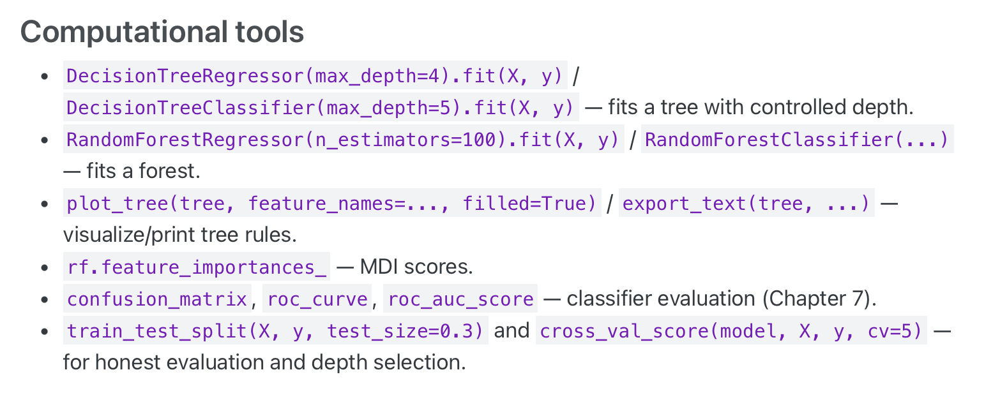 Computational tools
• DecisionTreeRegressor(max_depth=4).fit(X, y) /
DecisionTreeClassifier(max_depth=5).fit(X, y) — fits a tree with controlled depth.
• RandomForestRegressor(n_estimators=100).fit(X, y) / RandomForestClassifier(...)
— fits a forest.
• plot_tree(tree, feature_names=..., filled=True) / export_text(tree, ...) —
visualize/print tree rules.
• rf.feature_importances_ — MDI scores.
• confusion_matrix, roc_curve, roc_auc_score — classifier evaluation (Chapter 7).
• train_test_split(X, y, test_size=0.3) and cross_val_score(model, X, y, cv=5) —
for honest evaluation and depth selection.